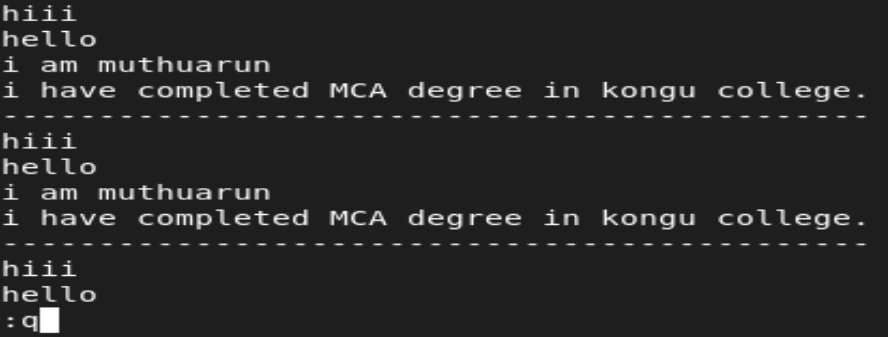 hiii
hello
i am muthuarun
i have completed MCA degree in kongu college.
---------------------------------------------
hiii
hello
i am muthuarun
i have completed MCA degree in kongu college.
---------------------------------------------
hiii
hello
:q